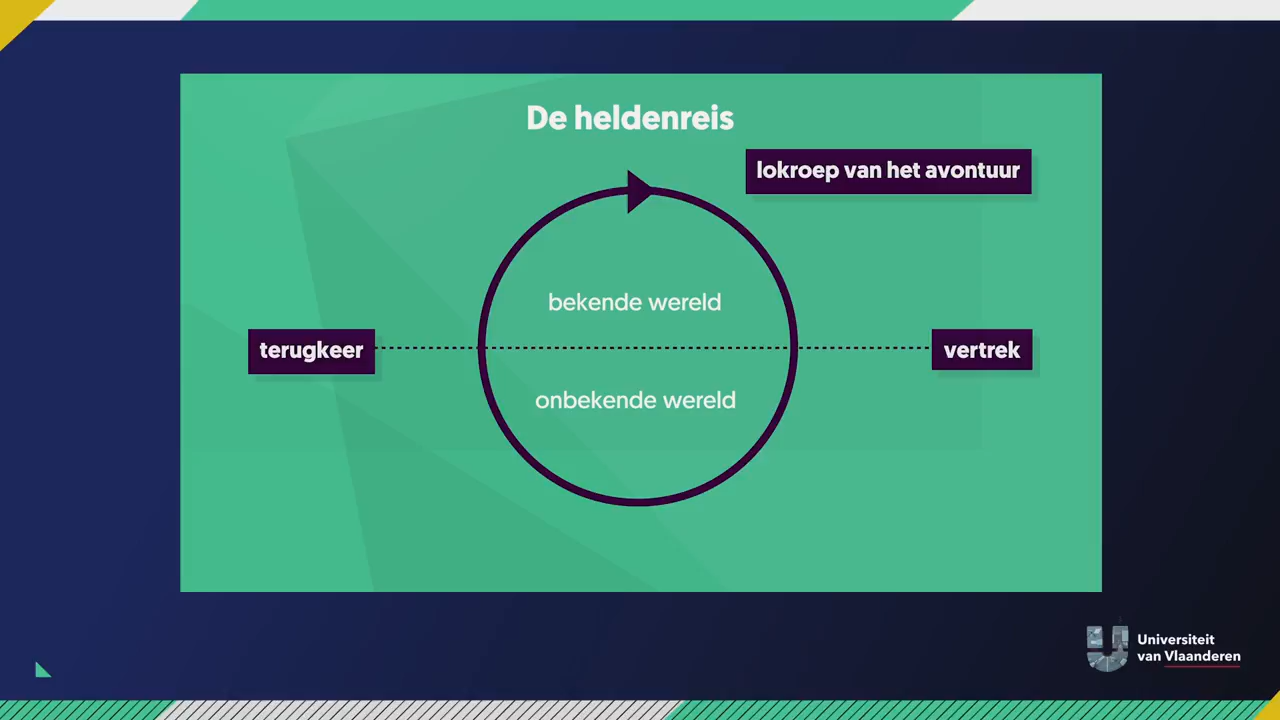 De heldenreis
lokroep van het avontuur
bekende wereld
terugkeer
vertrek
onbekende wereld
Universiteit
van Vlaanderen